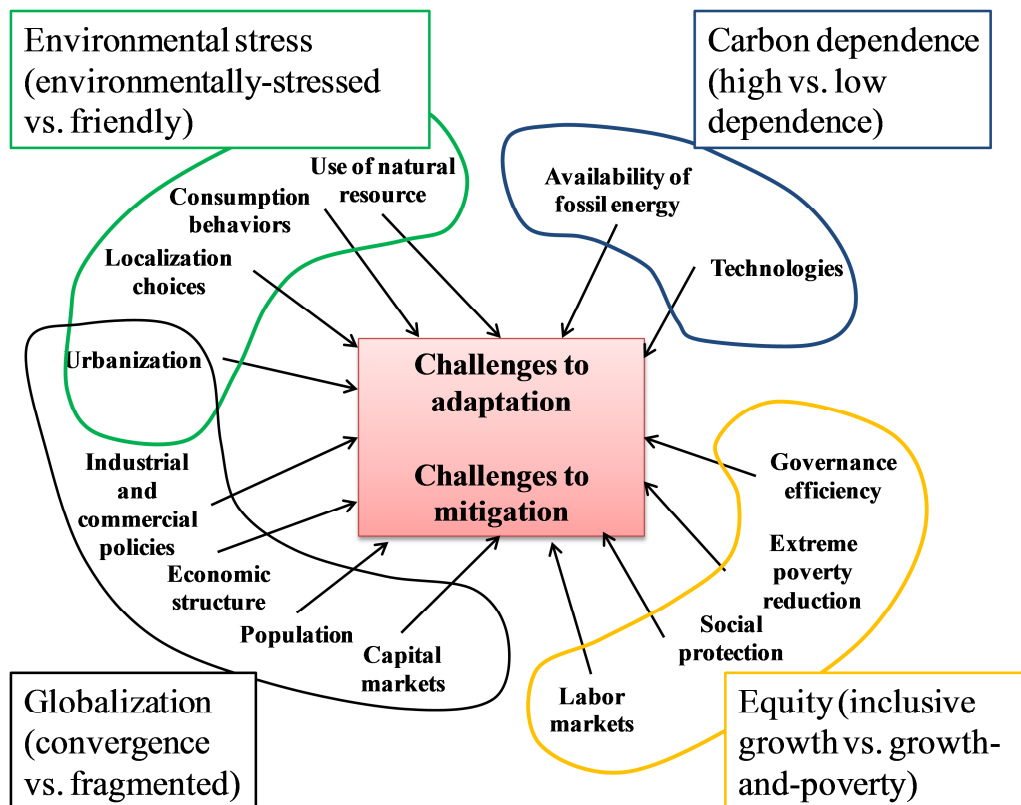 Environmental stress
(environmentally-stressed
vs. friendly)
Carbon dependence
(high vs. low
dependence)
Use of natural
resource
Consumption
behaviors
Localization
choices
Urbanization
Availability of
fossil energy
Technologies
Challenges to
adaptation
Challenges to
mitigation
Industrial
and
commercial
policies
Economic
structure
Population
Capital
markets
Governance
efficiency
Extreme
poverty
reduction
Social
protection
Labor
markets
Globalization
(convergence
vs. fragmented)
Equity (inclusive
growth vs. growth-
and-poverty)